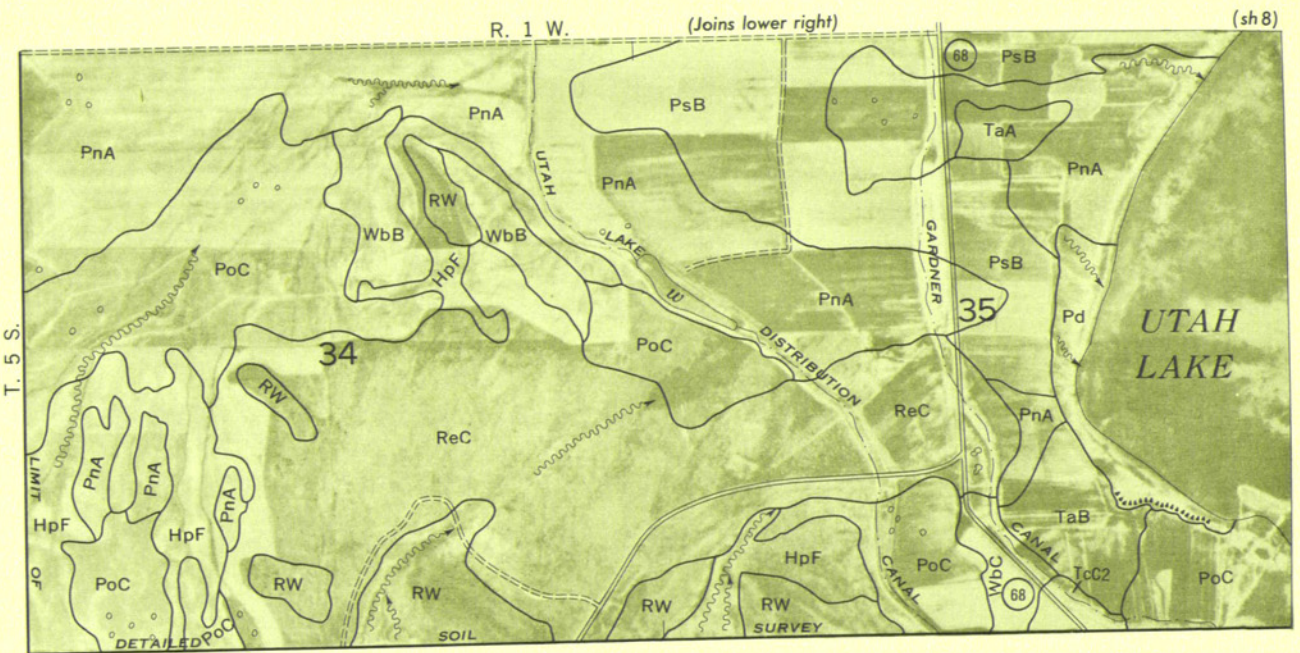 R. 1 W.
(Joins lower right)
(sh 8)
68
PsB
PsB
PnA
TaA
PnA
PnA
UTAH
PnA
RW
WbB
WbB
LAKE
GARDNER
PoC
HpF
PsB
W
PnA
35
Pd
UTAH
LAKE
T. 5 S.
34
PoC
DISTRIBUTION
RW
ReC
ReC
PnA
LIMIT
PnA
PnA
PnA
HpF
HpF
TaB
CANAL
OF
PoC
RW
RW
RW
HpF
RW
CANAL
PoC
WbC
68
TcC2
PoC
DETAILED
PoC
SOIL
SURVEY